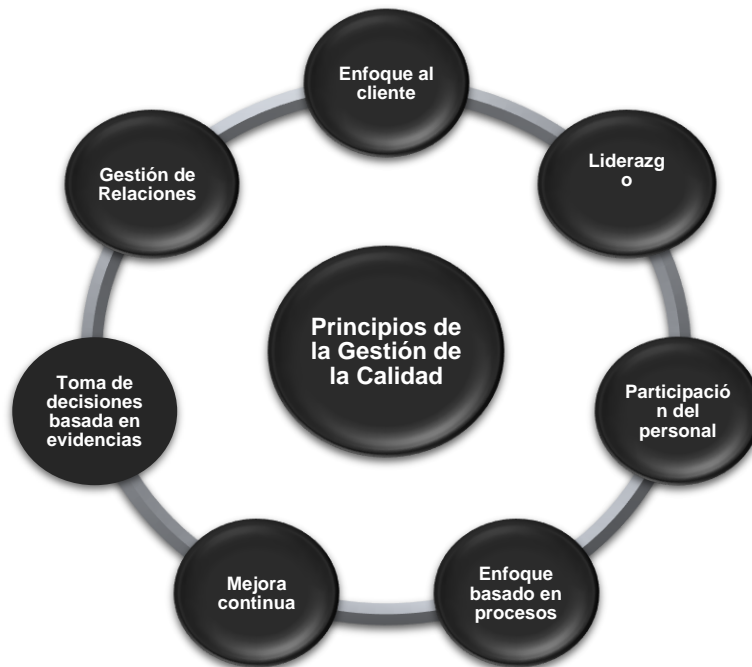 Enfoque al
cliente
Liderazg
o
Participació
n del
personal
Enfoque
basado en
procesos
Mejora
continua
Toma de
decisiones
basada en
evidencias
Gestión de
Relaciones
Principios de
la Gestión de
la Calidad